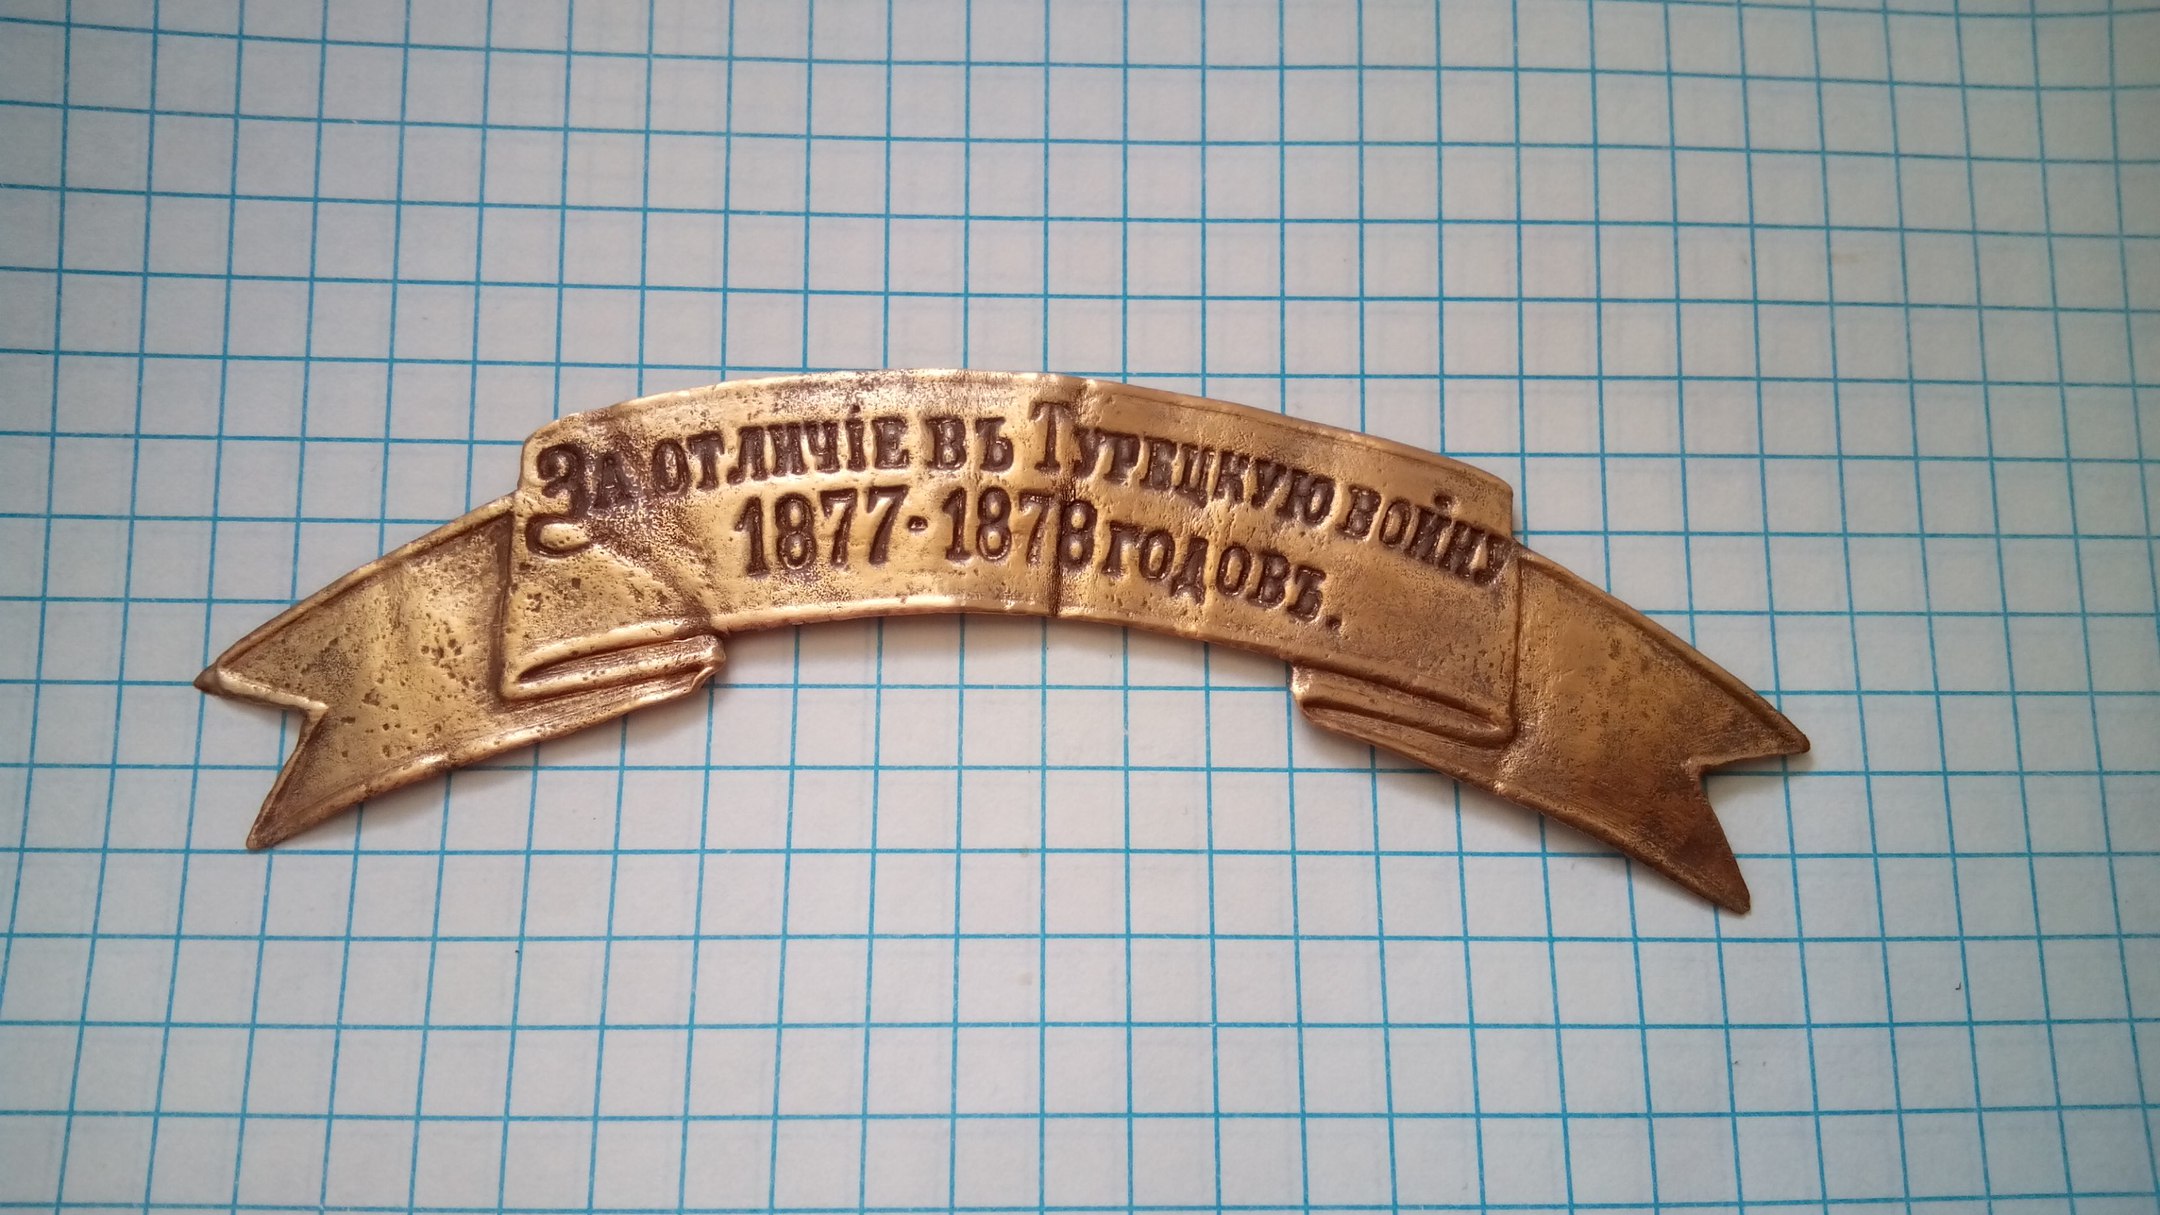 За отличіе въ Турецкую войну
1877-1878 годовъ.